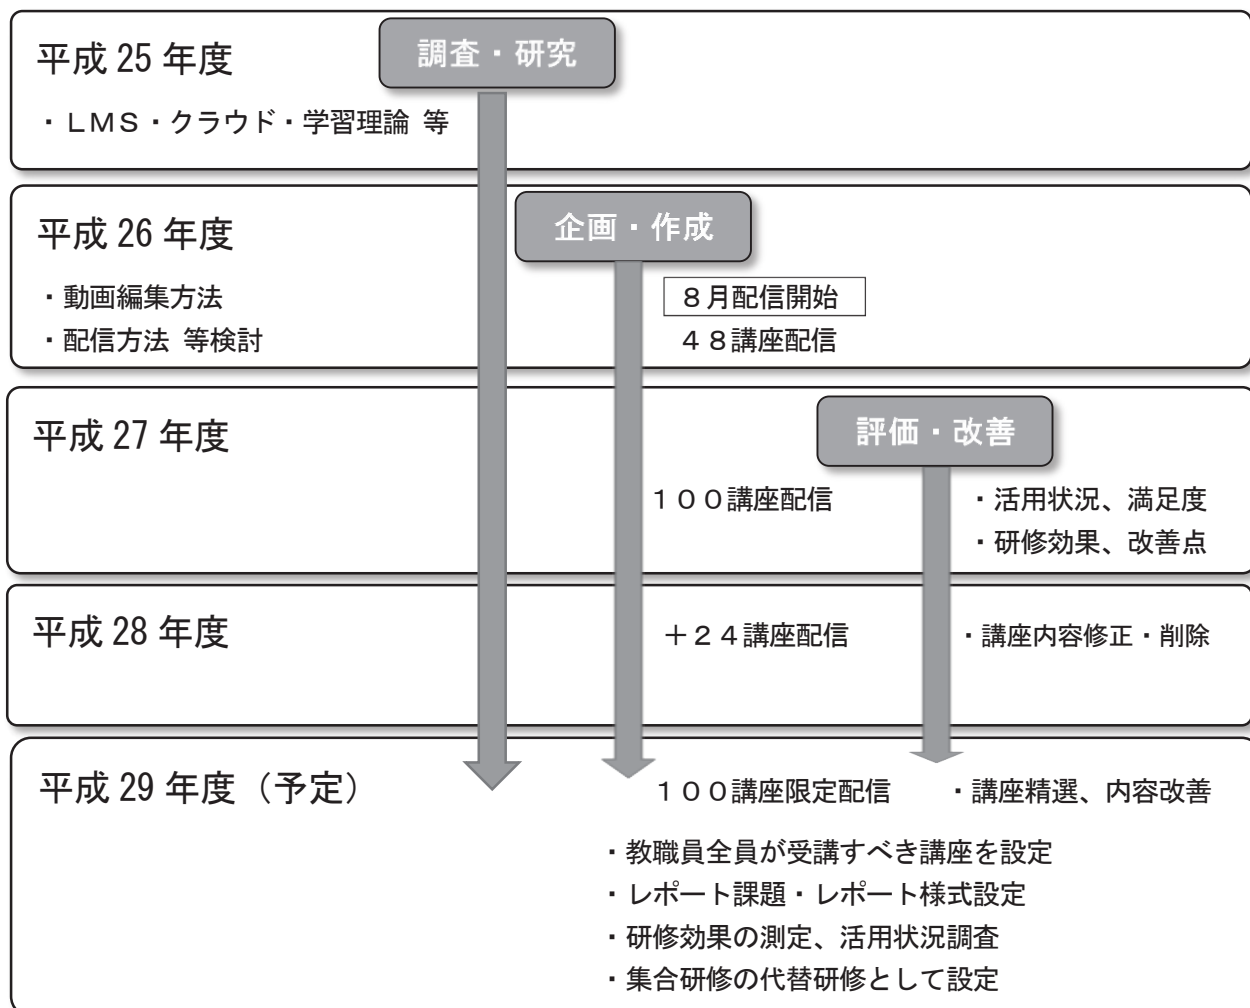 平成 25 年度
調査・研究
・ＬＭＳ・クラウド・学習理論 等
平成 26 年度
企画・作成
・動画編集方法
８月配信開始
・配信方法 等検討
４８講座配信
平成 27 年度
評価・改善
１００講座配信
・活用状況、満足度
・研修効果、改善点
平成 28 年度
＋２４講座配信
・講座内容修正・削除
平成 29 年度（予定）
１００講座限定配信
・講座精選、内容改善
・教職員全員が受講すべき講座を設定
・レポート課題・レポート様式設定
・研修効果の測定、活用状況調査
・集合研修の代替研修として設定